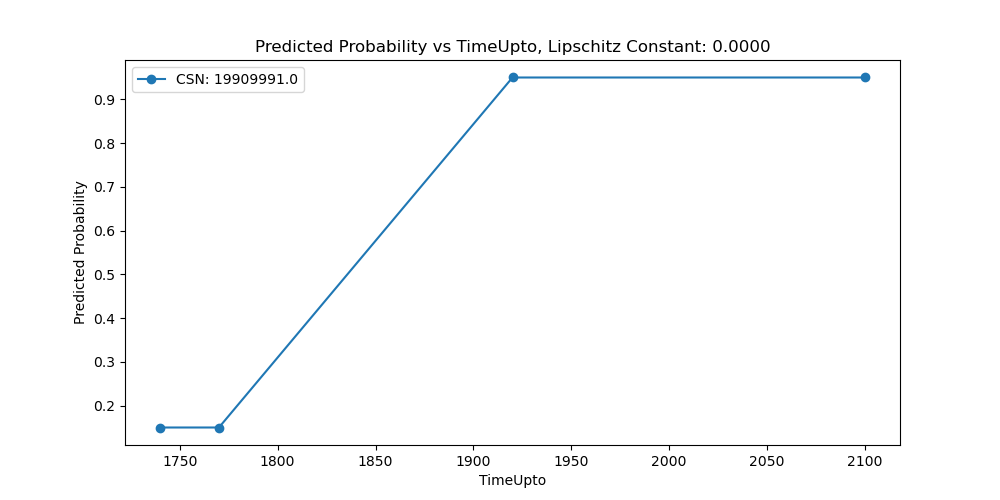 Predicted Probability vs TimeUpto, Lipschitz Constant: 0.0000
CSN: 19909991.0
Predicted Probability
0.9
0.8
0.7
0.6
0.5
0.4
0.3
0.2
1750 1800 1850 1900 1950 2000 2050 2100
TimeUpto